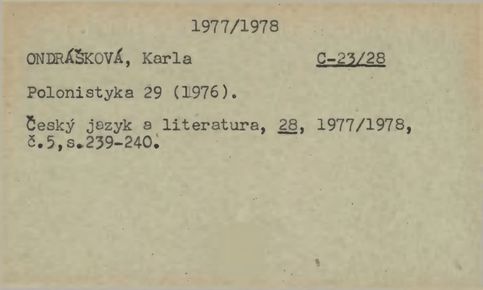 1977/1978
ONDRÁŠKOVÁ, Karla C-23/28
Polonistyka 29 (1976).
Český jazyk a literatura, 28, 1977/1978,
č.5,s.239-240.